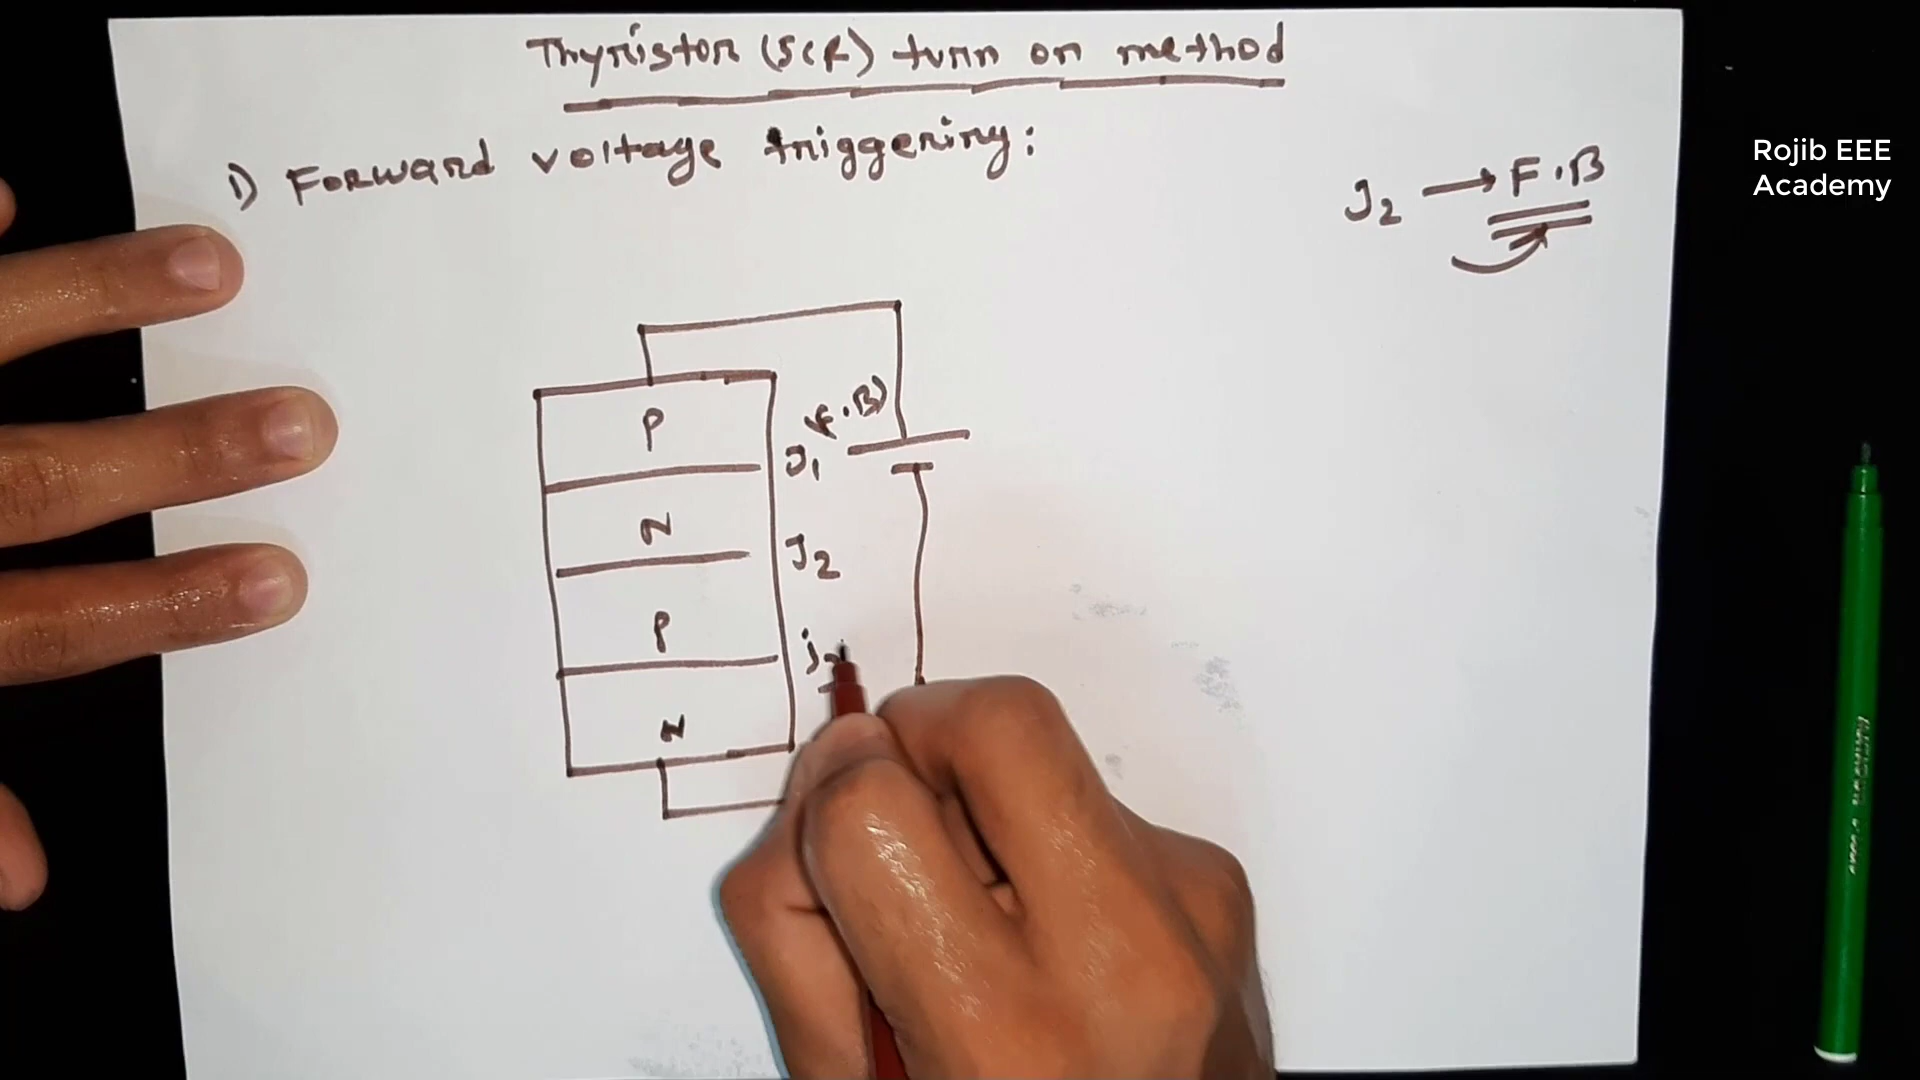 Thyristor (SCR) turn on method
1) Forward voltage triggering:
Rojib EEE
Academy
J2 → F.B
P
(F.B)
J1
N
J2
P
N